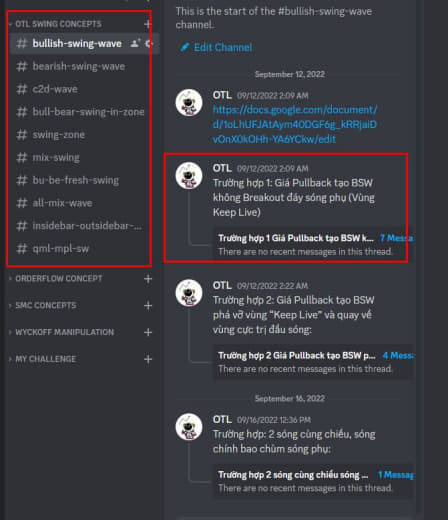 OTL SWING CONCEPTS
# bullish-swing-wave
# bearish-swing-wave
# c2d-wave
# bull-bear-swing-in-zone
# swing-zone
# mix-swing
# bu-be-fresh-swing
# all-mix-wave
# insidebar-outsidebar-...
# qml-mpl-sw
ORDERFLOW CONCEPT
SMC CONCEPTS
WYCKOFF MANIPULATION
MY CHALLENGE
This is the start of the #bullish-swing-wave
channel.
Edit Channel
September 12, 2022
OTL 09/12/2022 2:09 AM
https://docs.google.com/document/
OTL 09/12/2022 2:09 AM
Trường hợp 1: Giá Pullback tạo BSW
không Breakout đáy sóng phụ (Vùng
Keep Live)
Trường hợp 1 Giá Pullback tạo BSW k... 7 Messa
There are no recent messages in this thread.
OTL 09/12/2022 2:22 AM
Trường hợp 2: Giá Pullback tạo BSW
phá vỡ vùng "Keep Live" và quay về
vùng cực trị đầu sóng:
Trường hợp 2 Giá Pullback tạo BSW p... 4 Messa
There are no recent messages in this thread.
September 16, 2022
OTL 09/16/2022 12:36 PM
Trường hợp: 2 sóng cùng chiều, sóng
chính bao chùm sóng phụ:
Trường hợp 2 sóng cùng chiều sóng ... 1 Messag
There are no recent messages in this thread.